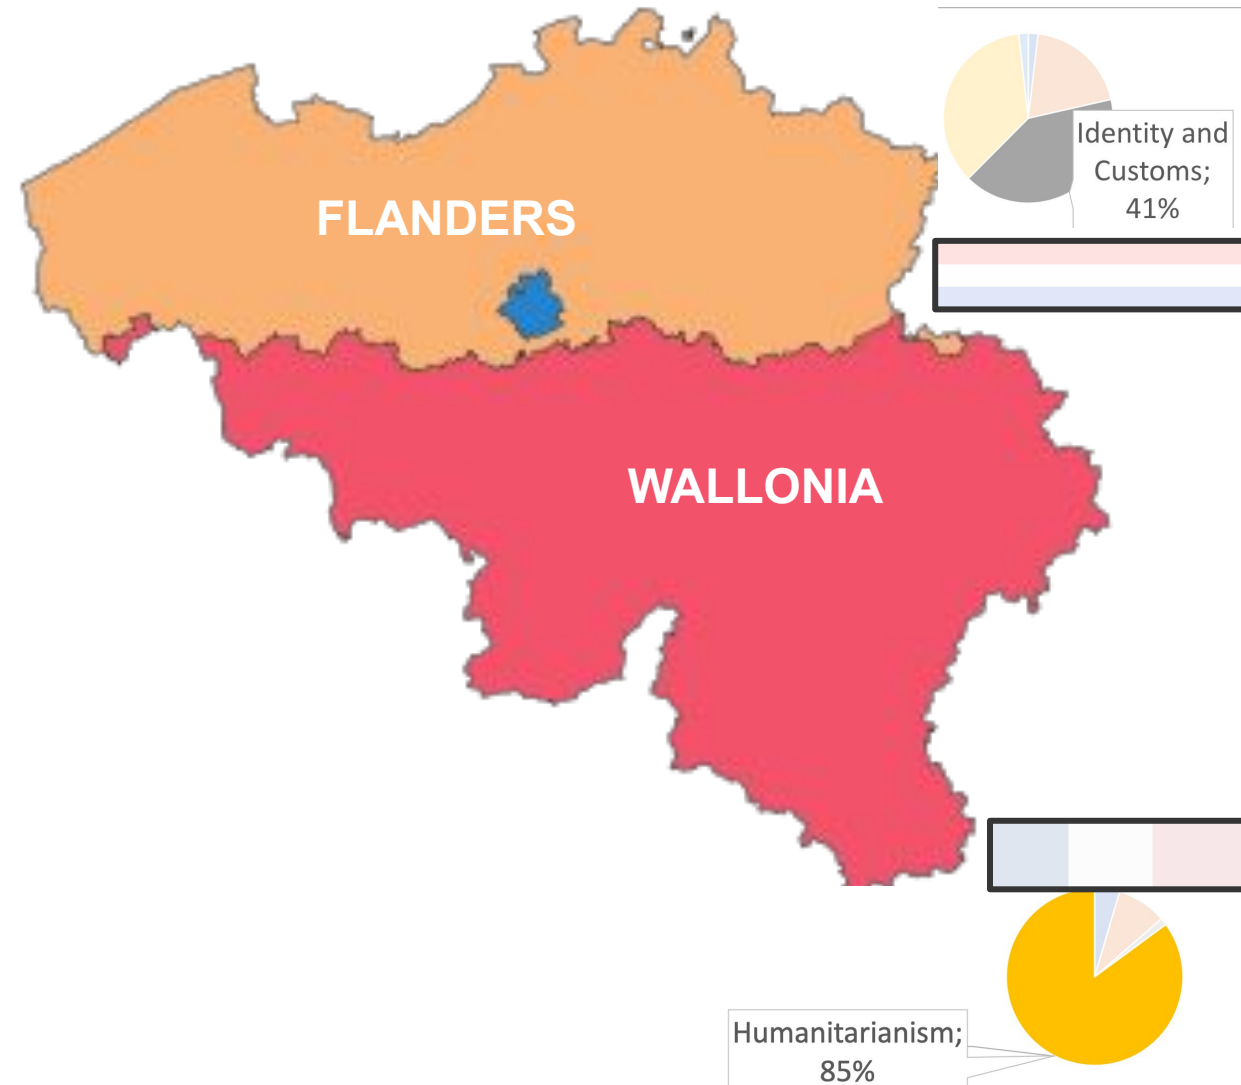 Identity and
Customs;
41%
FLANDERS
WALLONIA
Humanitarianism;
85%